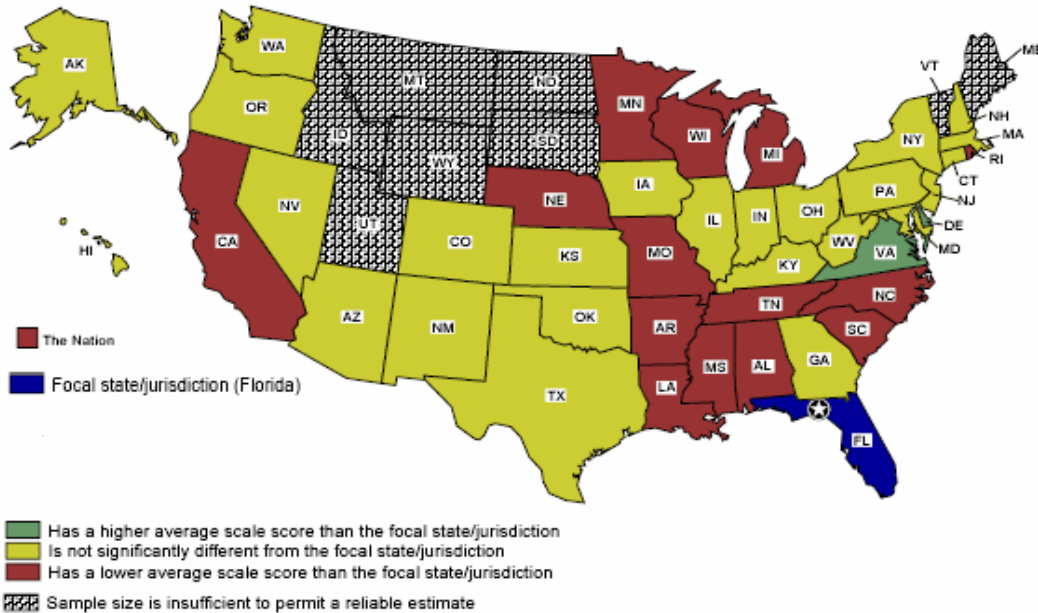 AK
WA
MT
ND
MN
VT
ME
OR
ID
WY
SD
WI
MI
NY
NH
MA
RI
CT
NJ
PA
NE
IA
IL
IN
OH
DE
MD
NV
UT
CO
KS
MO
KY
WV
VA
CA
HI
AZ
NM
OK
AR
TN
NC
SC
TX
LA
MS
AL
GA
FL
The Nation
Focal state/jurisdiction (Florida)
Has a higher average scale score than the focal state/jurisdiction
Is not significantly different from the focal state/jurisdiction
Has a lower average scale score than the focal state/jurisdiction
Sample size is insufficient to permit a reliable estimate